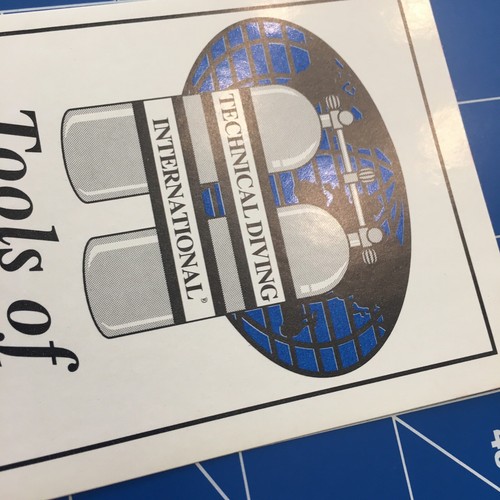 TECHNICAL DIVING
INTERNATIONAL®
Tools of